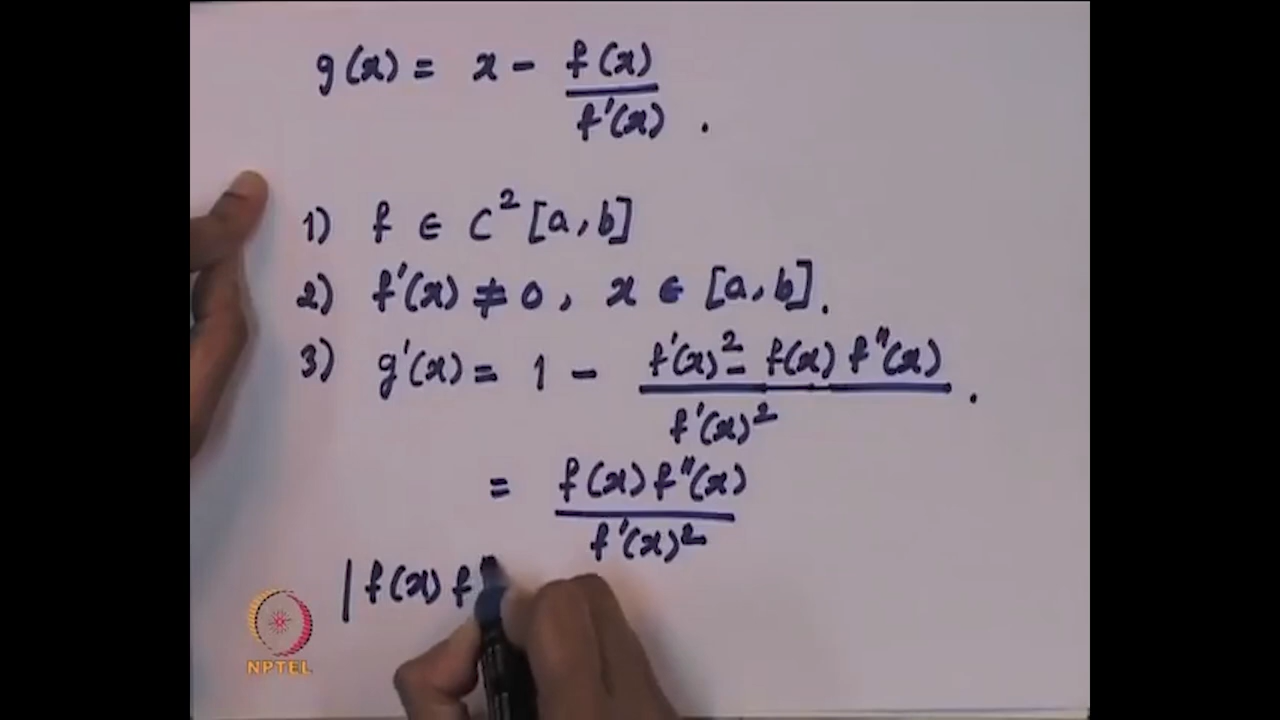 g(x) = x - f(x) / f'(x) .
1) f ∈ C² [a, b]
2) f'(x) ≠ 0, x ∈ [a, b].
3) g'(x) = 1 - f'(x)² - f(x) f''(x) / f'(x)² .
= f(x) f''(x) / f'(x)²
| f(x) f"
NPTEL